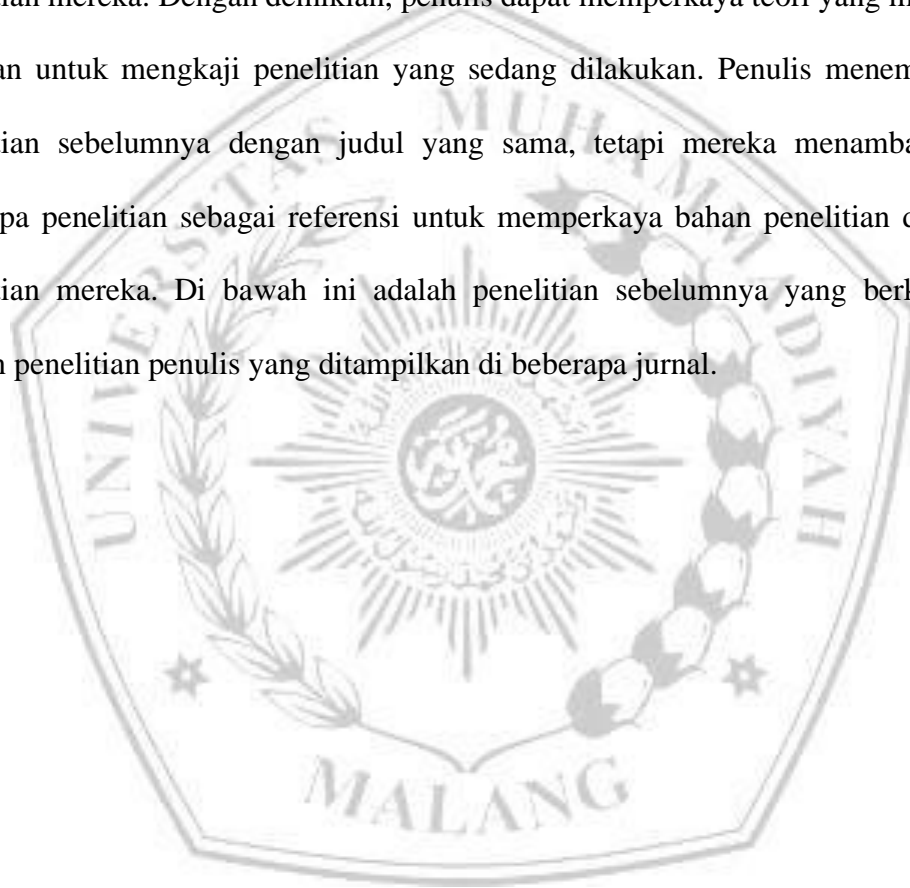 mereka. Dengan demikian, penulis dapat memperkaya teori yang
untuk mengkaji penelitian yang sedang dilakukan. Penulis
sebelumnya dengan judul yang sama, tetapi mereka
penelitian sebagai referensi untuk memperkaya bahan penelitian
mereka. Di bawah ini adalah penelitian sebelumnya yang
penelitian penulis yang ditampilkan di beberapa jurnal.
UNIVERSITAS MUHAMMADIYAH
MALANG